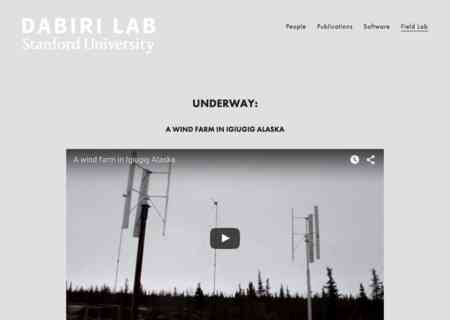 DABIRI LAB
Stanford University
People Publications Software Field Lab
UNDERWAY:
A WIND FARM IN IGIUGIG ALASKA
A wind farm in Igiugig Alaska